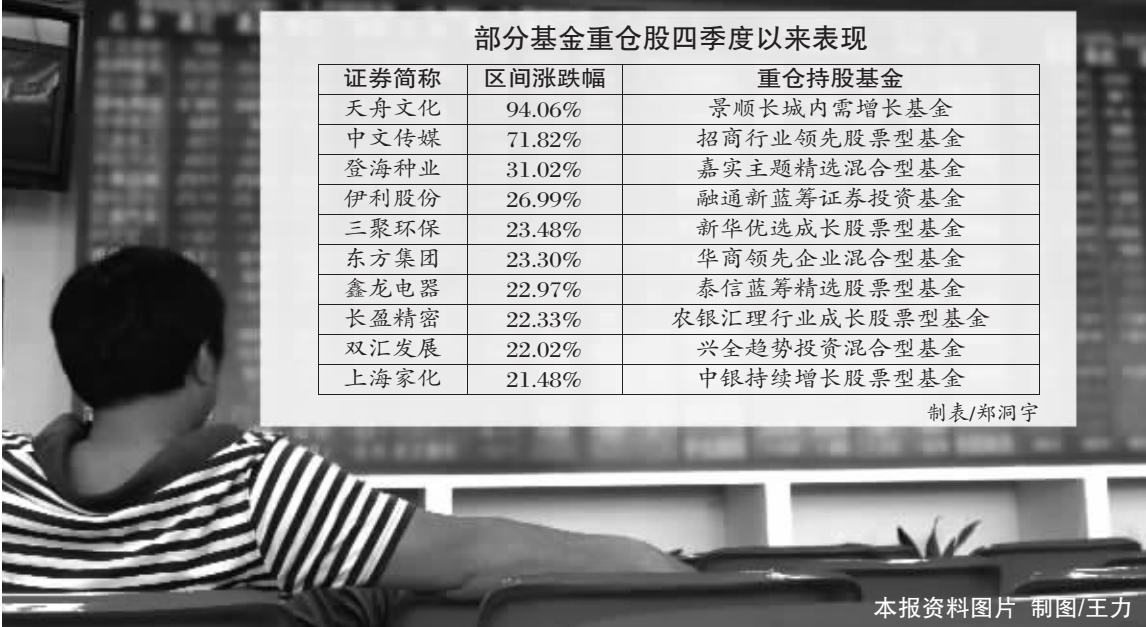 部分基金重仓股四季度以来表现
证券简称 区间涨跌幅 重仓持股基金
天舟文化 94.06% 景顺长城内需增长基金
中文传媒 71.82% 招商行业领先股票型基金
登海种业 31.02% 嘉实主题精选混合型基金
伊利股份 26.99% 融通新蓝筹证券投资基金
三聚环保 23.48% 新华优选成长股票型基金
东方集团 23.30% 华商领先企业混合型基金
鑫龙电器 22.97% 泰信蓝筹精选股票型基金
长盈精密 22.33% 农银汇理行业成长股票型基金
双汇发展 22.02% 兴全趋势投资混合型基金
上海家化 21.48% 中银持续增长股票型基金
制表/郑洞宇
本报资料图片 制图/王力